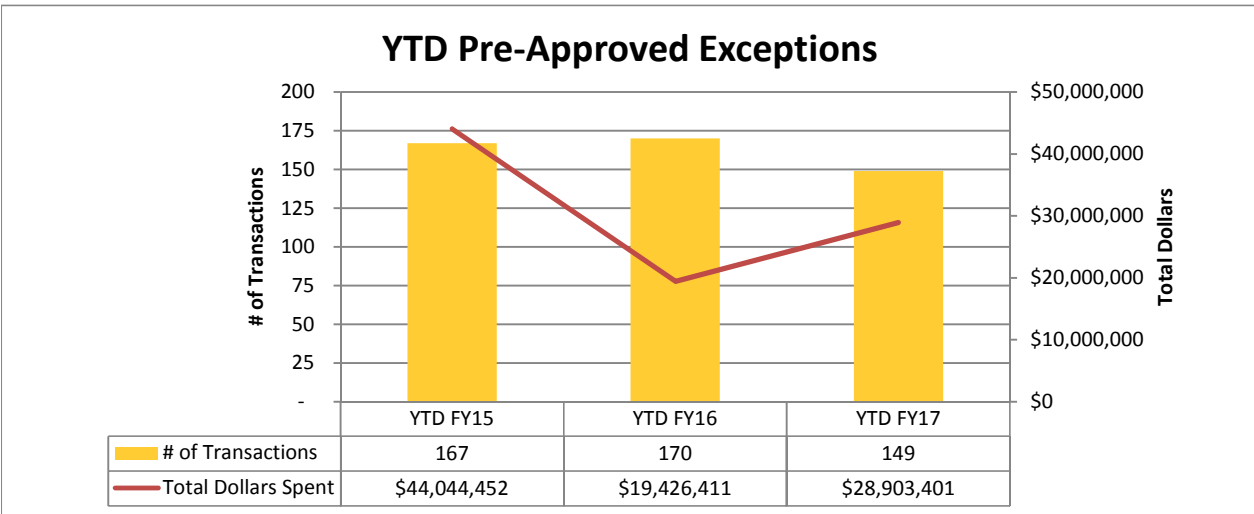 YTD Pre-Approved Exceptions
200
175
150
125
100
75
50
25
-
# of Transactions
$50,000,000
$40,000,000
$30,000,000
$20,000,000
$10,000,000
$0
Total Dollars
YTD FY15 YTD FY16 YTD FY17
# of Transactions 167 170 149
Total Dollars Spent $44,044,452 $19,426,411 $28,903,401